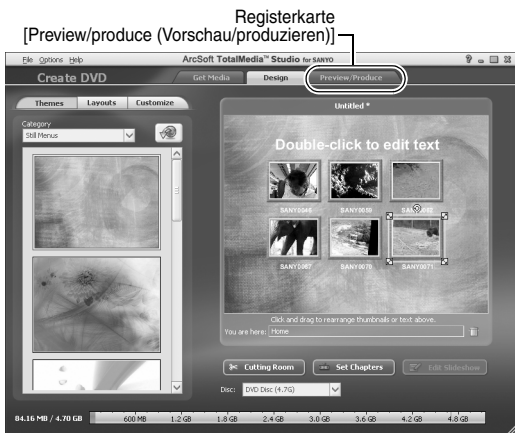 Registerkarte
[Preview/produce (Vorschau/produzieren)]
File Options Help
ArcSoft TotalMedia™ Studio for SANYO
Create DVD
Get Media
Design
Preview/Produce
Themes
Layouts
Customize
Untitled *
Category
Still Menus
Double-click to edit text
SANY0048 SANY0058 SANY0062
SANY0067 SANY0070 SANY0071
Click and drag to rearrange thumbnails or text above.
You are here: Home
Cutting Room
Set Chapters
Edit Slideshow
Disc: DVD Disc (4.7G)
84.16 MB / 4.70 GB
600 MB 1.2 GB 1.8 GB 2.4 GB 3.0 GB 3.6 GB 4.2 GB 4.8 GB